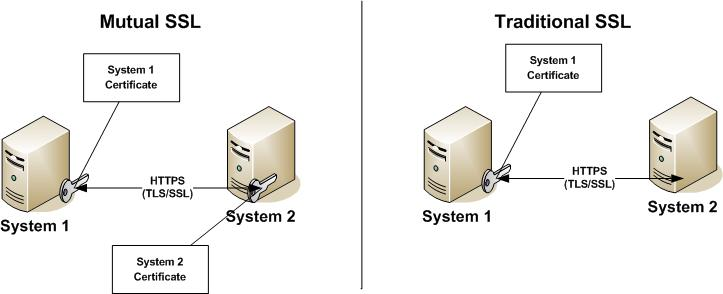 Mutual SSL
System 1
Certificate
HTTPS
(TLS/SSL)
System 1
System 2
System 2
Certificate
Traditional SSL
System 1
Certificate
HTTPS
(TLS/SSL)
System 1
System 2